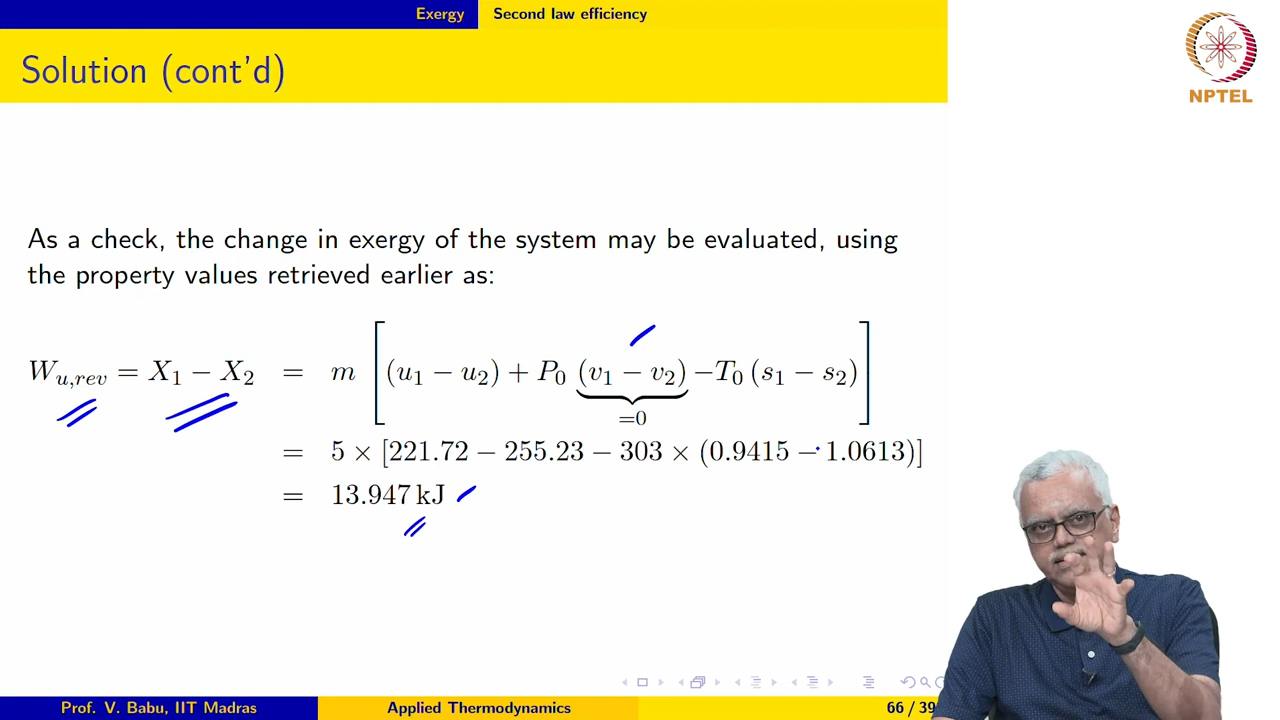 Exergy Second law efficiency
Solution (cont'd)
NPTEL
As a check, the change in exergy of the system may be evaluated, using
the property values retrieved earlier as:
W_{u,rev} = X_1 − X_2 = m [(u_1 − u_2) + P_0 (v_1 − v_2) −T_0 (s_1 − s_2)]
=0
= 5 × [221.72 − 255.23 − 303 × (0.9415 − 1.0613)]
= 13.947 kJ
Prof. V. Babu, IIT Madras Applied Thermodynamics 66 / 39